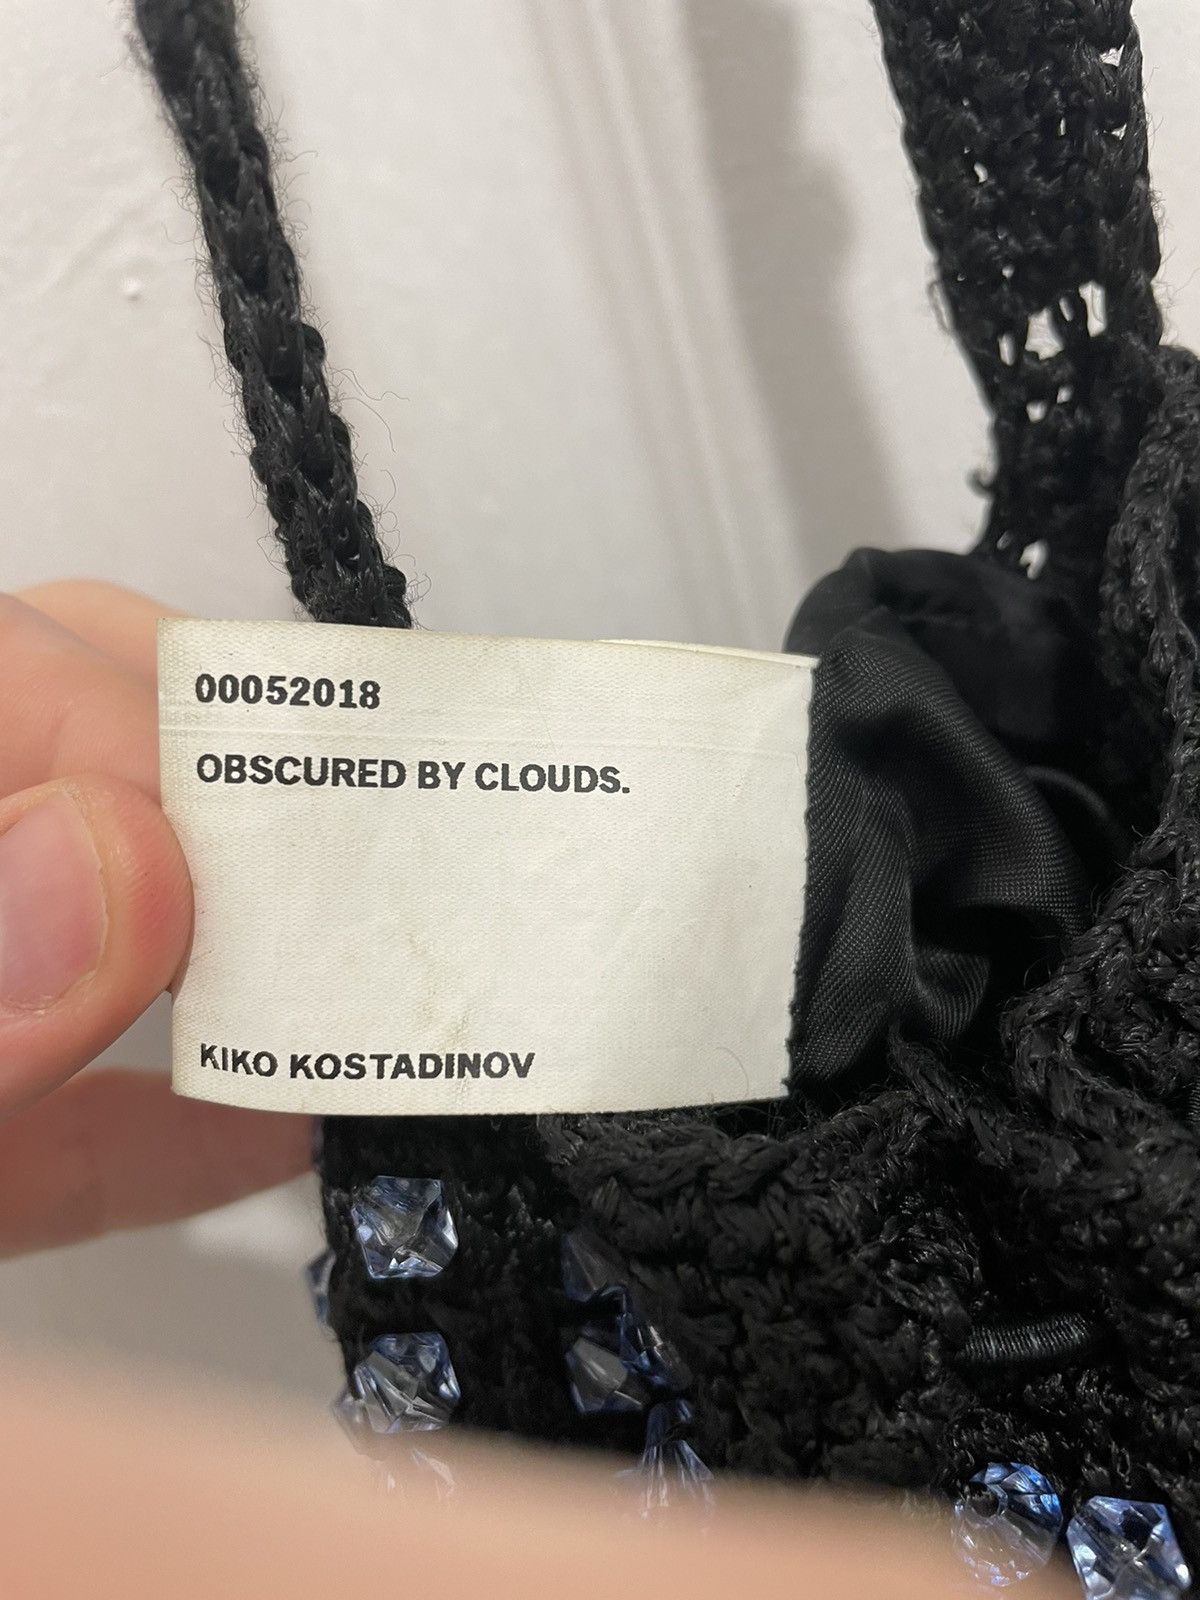 00052018
OBSCURED BY CLOUDS.
KIKO KOSTADINOV